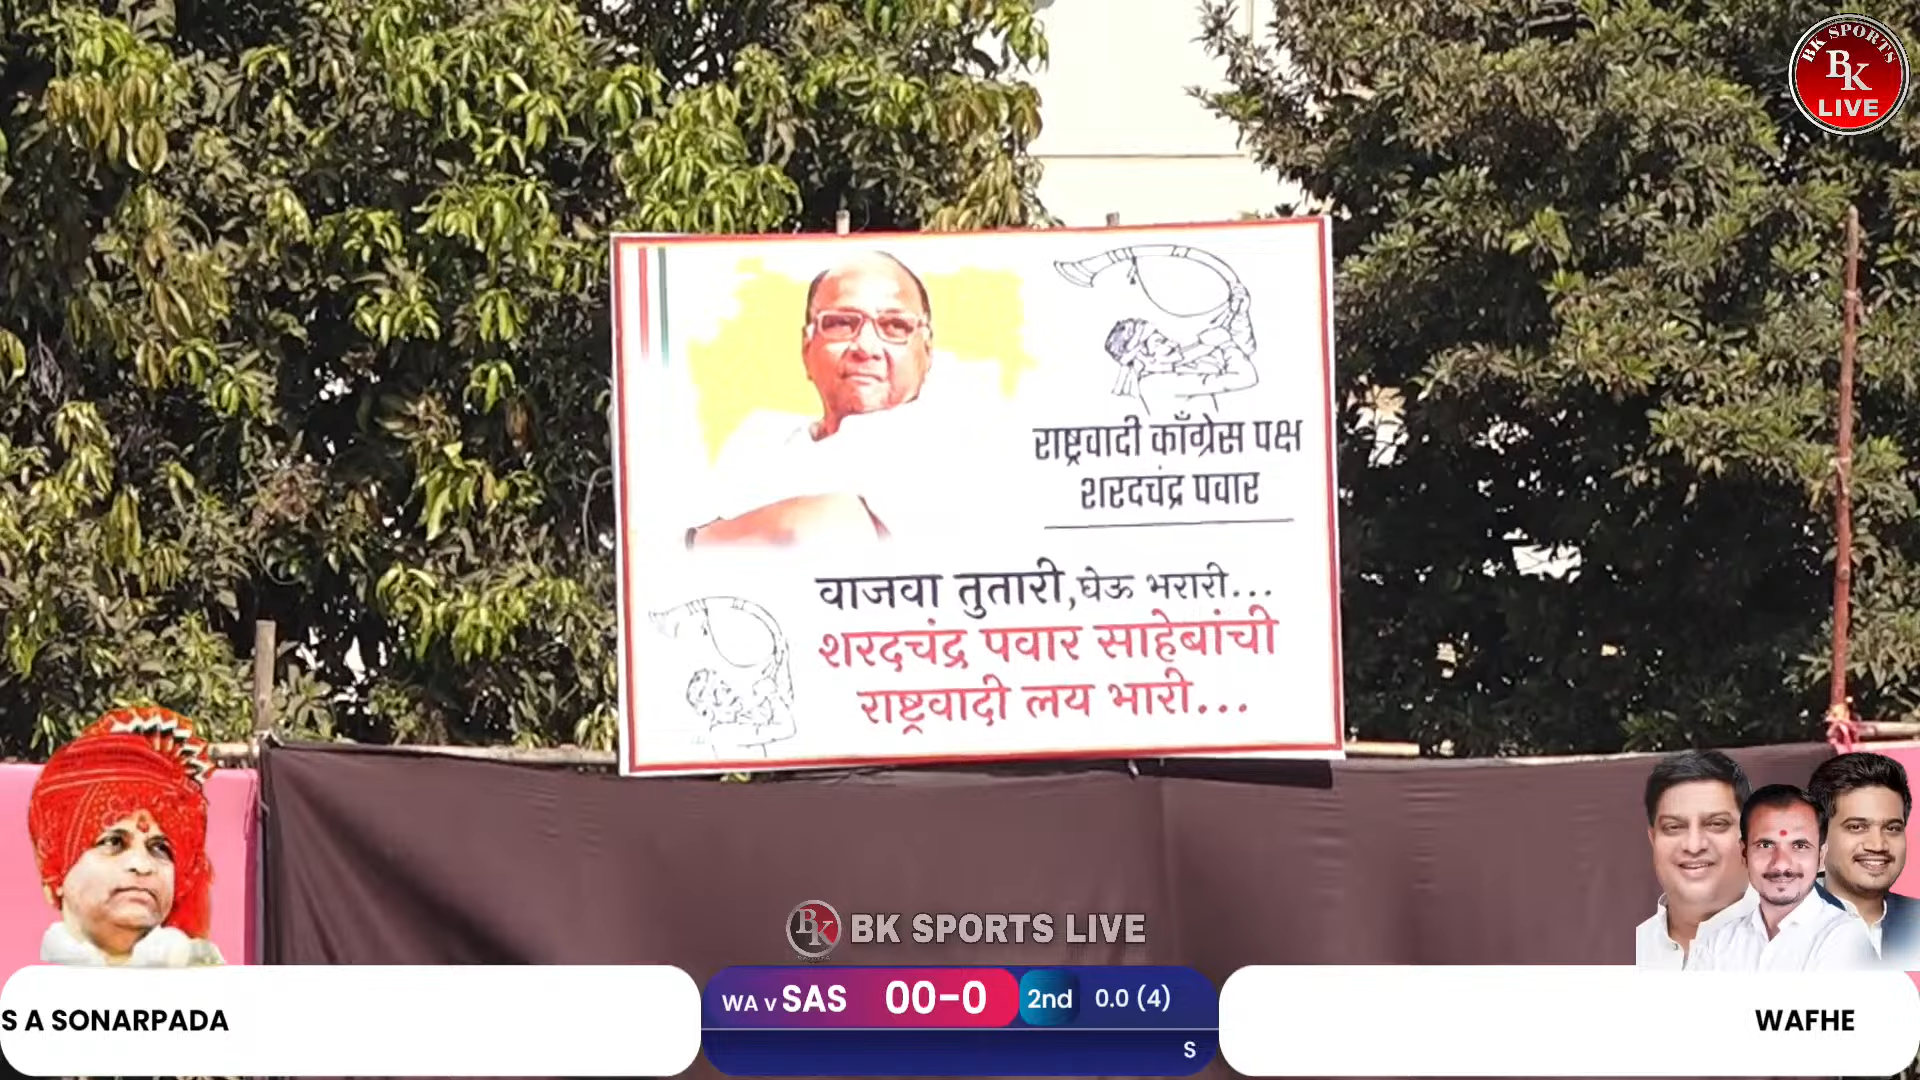 BK SPORTS
BK
LIVE
राष्ट्रवादी काँग्रेस पक्ष
शरदचंद्र पवार
वाजवा तुतारी,घेऊ भरारी...
शरदचंद्र पवार साहेबांची
राष्ट्रवादी लय भारी...
BK BK SPORTS LIVE
S A SONARPADA
WA v SAS 00-0 2nd 0.0 (4)
S
WAFHE